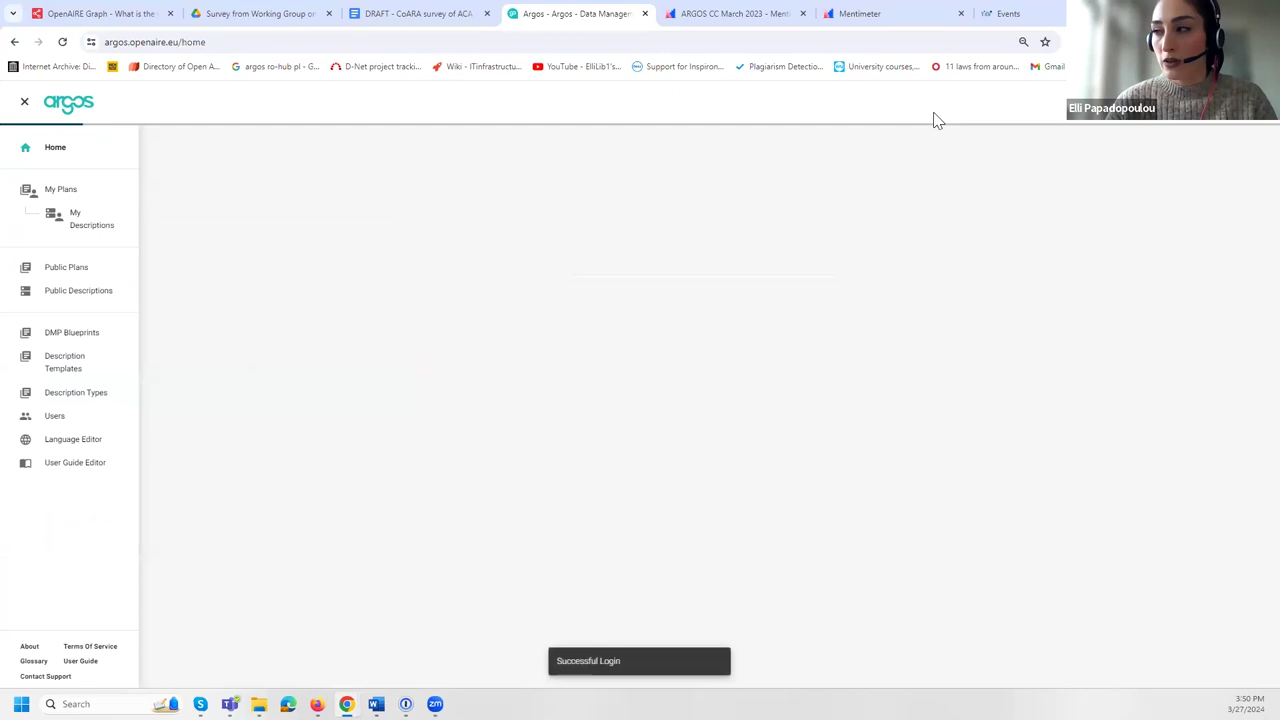 OpenAIRE Graph - What is the
Survey from Working Group or
DRAFT - CoARA survey of ACA
Argos - Argos - Data Manager
ARGOS CC March 2023 - Menti
Mentimeter
Events
argos.openaire.eu/home
Internet Archive: Di...
Directory of Open A...
argos ro-hub pl - G...
D-Net project tracki...
Wiki - ITinfrastructu...
YouTube - ElliLib1's...
Support for Inspiron...
Plagiarism Detectio...
University courses,...
11 laws from aroun...
Gmail
Elli Papadopoulou
argos
Home
My Plans
My
Descriptions
Public Plans
Public Descriptions
DMP Blueprints
Description
Templates
Description Types
Users
Language Editor
User Guide Editor
About
Terms Of Service
Glossary
User Guide
Contact Support
Successful Login
Search
3:50 PM
3/27/2024